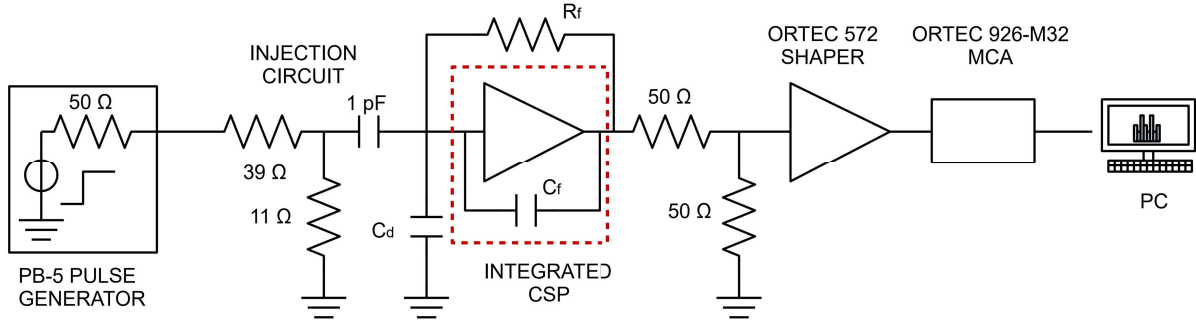 Rf
ORTEC 572
SHAPER
ORTEC 926-M32
MCA
INJECTION
CIRCUIT
50 Ω
1 pF
50 Ω
39 Ω
11 Ω
Cf
50 Ω
Cd
PC
PB-5 PULSE
GENERATOR
INTEGRATED
CSP